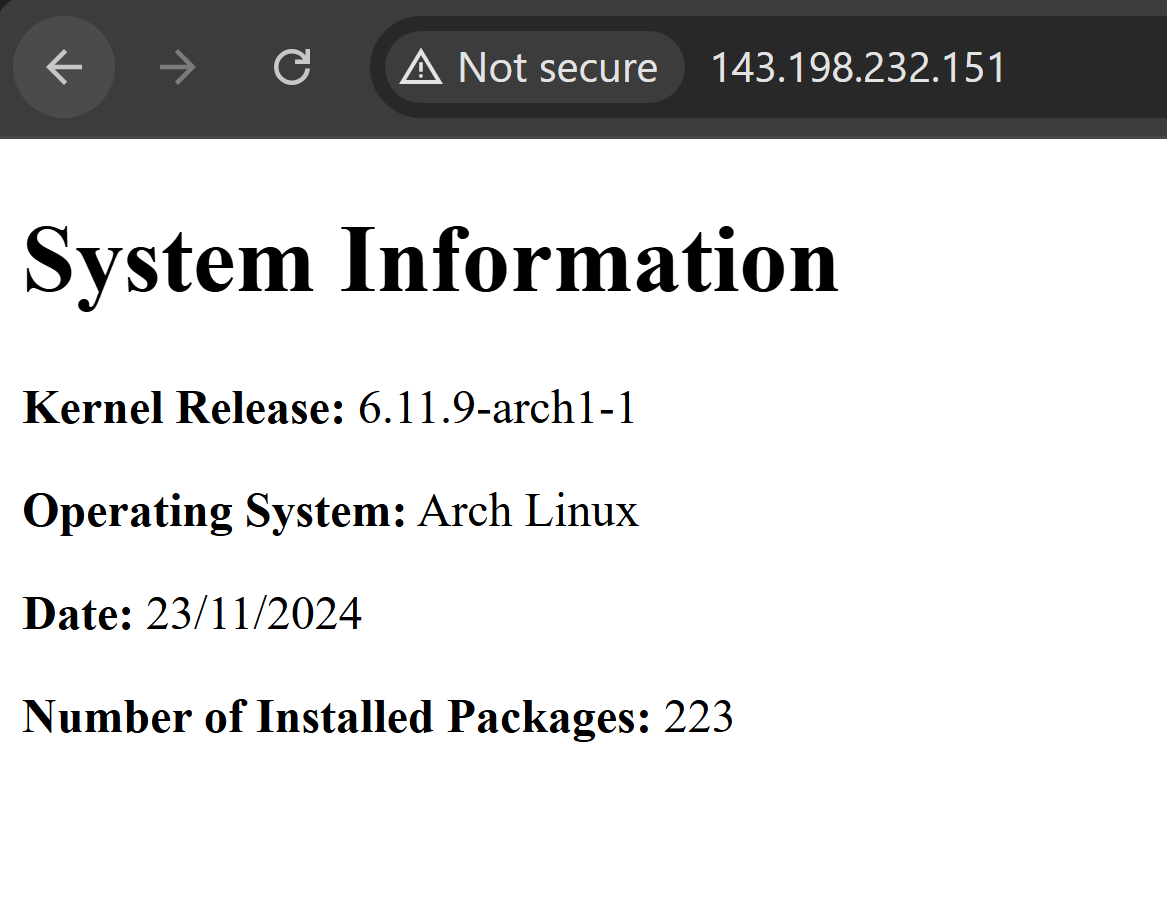 Not secure 143.198.232.151
System Information
Kernel Release: 6.11.9-arch1-1
Operating System: Arch Linux
Date: 23/11/2024
Number of Installed Packages: 223